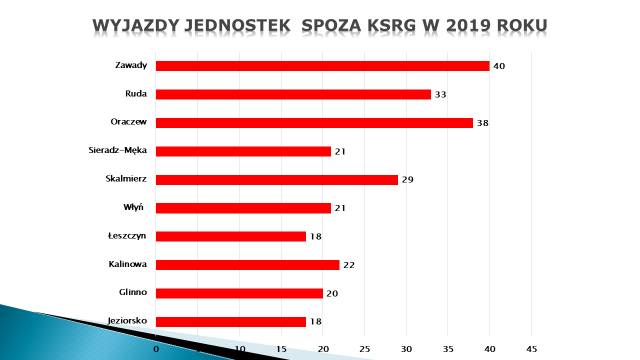 WYJAZDY JEDNOSTEK SPOZA KSRG W 2019 ROKU
Zawady 40
Ruda 33
Oraczew 38
Sieradz-Męka 21
Skalmierz 29
Włyń 21
Łeszczyn 18
Kalinowa 22
Glinno 20
Jeziorsko 18
0 5 10 15 20 25 30 35 40 45